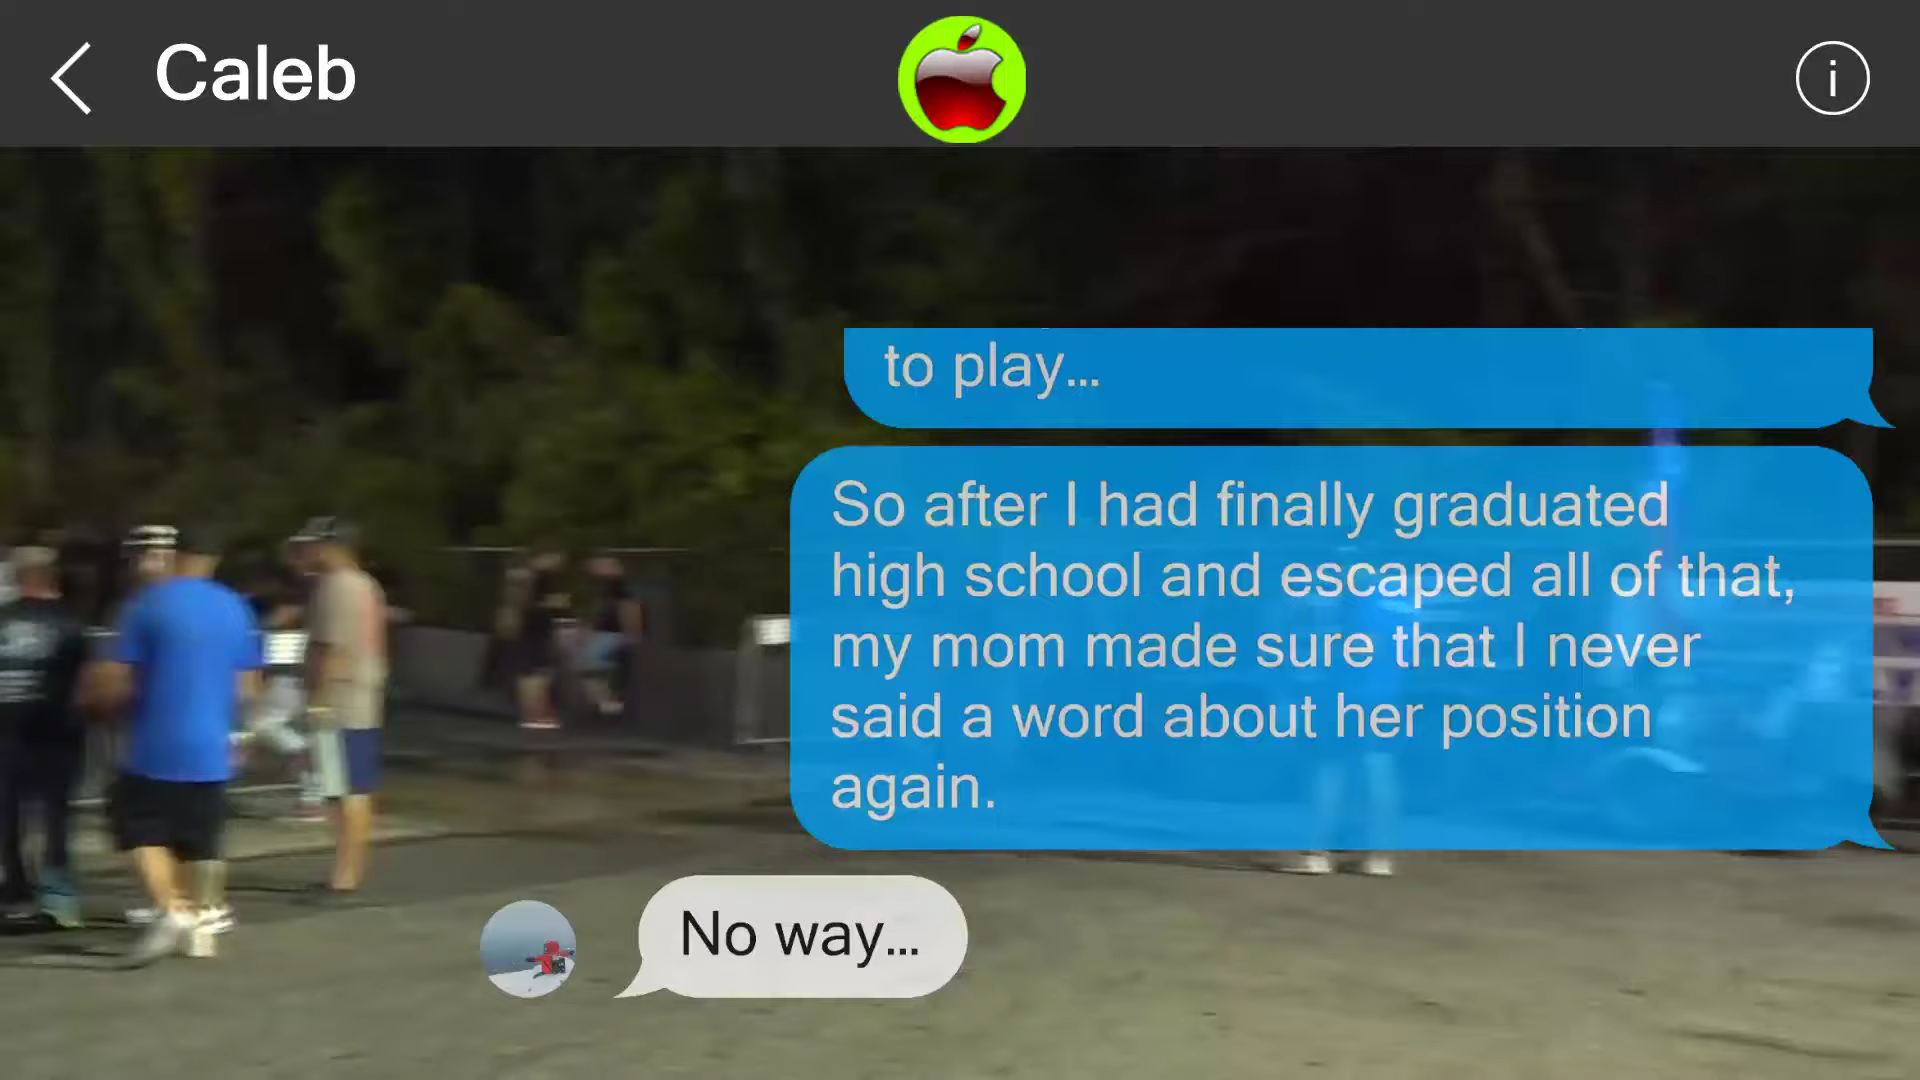 Caleb
i
to play...
So after I had finally graduated
high school and escaped all of that,
my mom made sure that I never
said a word about her position
again.
No way...